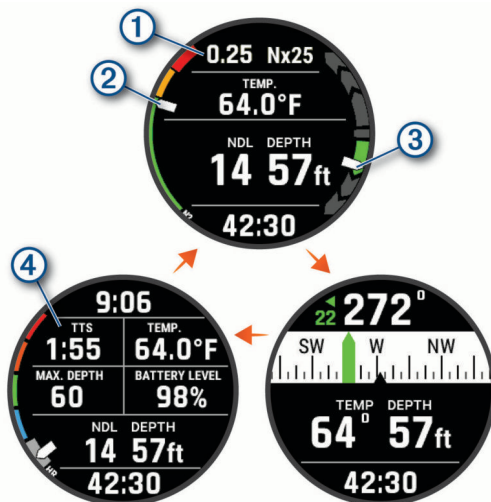 1
0.25 Nx25
2
TEMP.
64.0°F
3
NDL DEPTH
14 57ft
N2
42:30
4
9:06
TTS TEMP.
1:55 64.0°F
MAX. DEPTH BATTERY LEVEL
60 98%
NDL DEPTH
14 57ft
HR
42:30
22 272°
SW W NW
TEMP DEPTH
64° 57ft
42:30